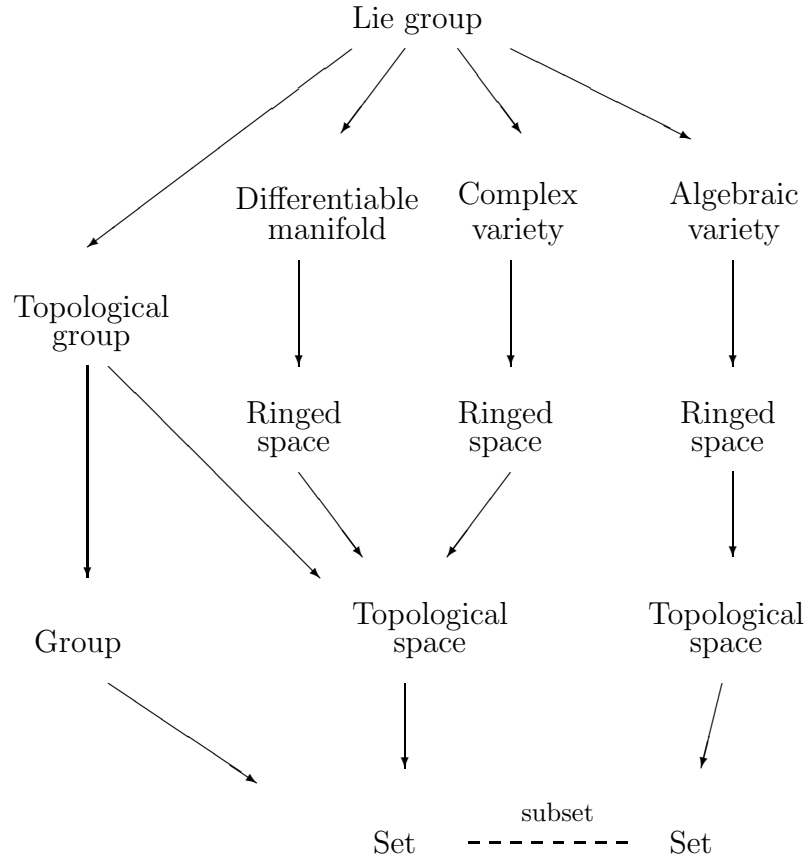 Lie group
Differentiable
manifold
Complex
variety
Algebraic
variety
Topological
group
Ringed
space
Ringed
space
Ringed
space
Group
Topological
space
Topological
space
subset
Set
Set